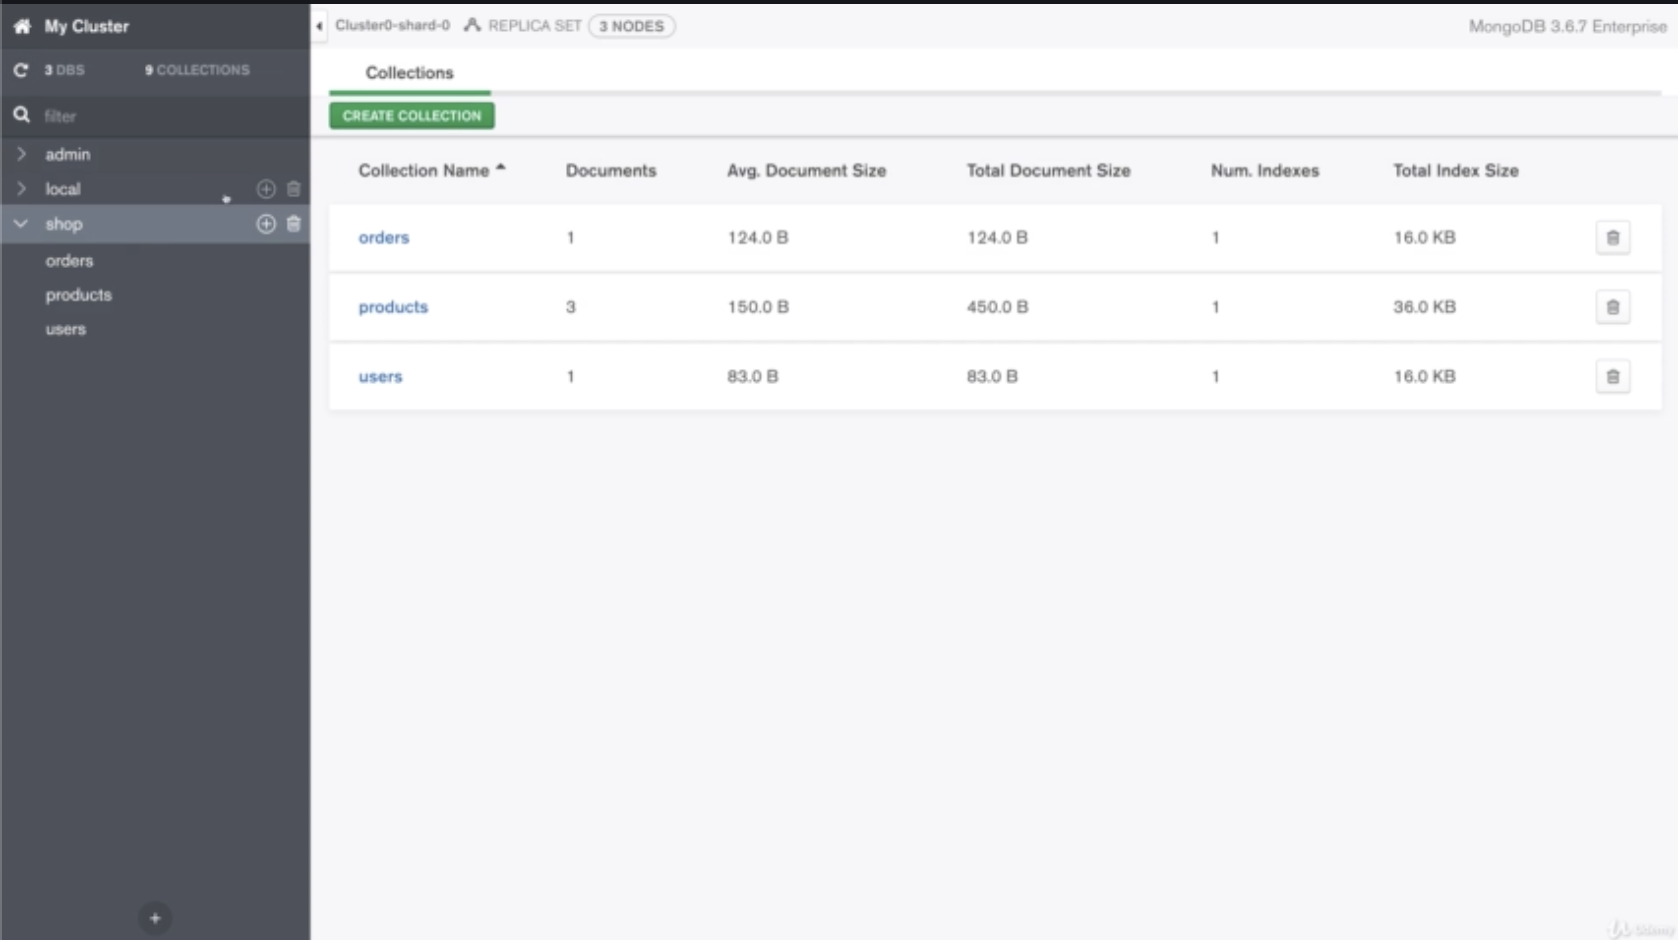 My Cluster
Cluster0-shard-0 REPLICA SET 3 NODES
MongoDB 3.6.7 Enterprise
3 DBS 9 COLLECTIONS
filter
admin
local
shop
orders
products
users
Collections
CREATE COLLECTION
Collection Name Documents Avg. Document Size Total Document Size Num. Indexes Total Index Size
orders 1 124.0 B 124.0 B 1 16.0 KB
products 3 150.0 B 450.0 B 1 36.0 KB
users 1 83.0 B 83.0 B 1 16.0 KB
Udemy